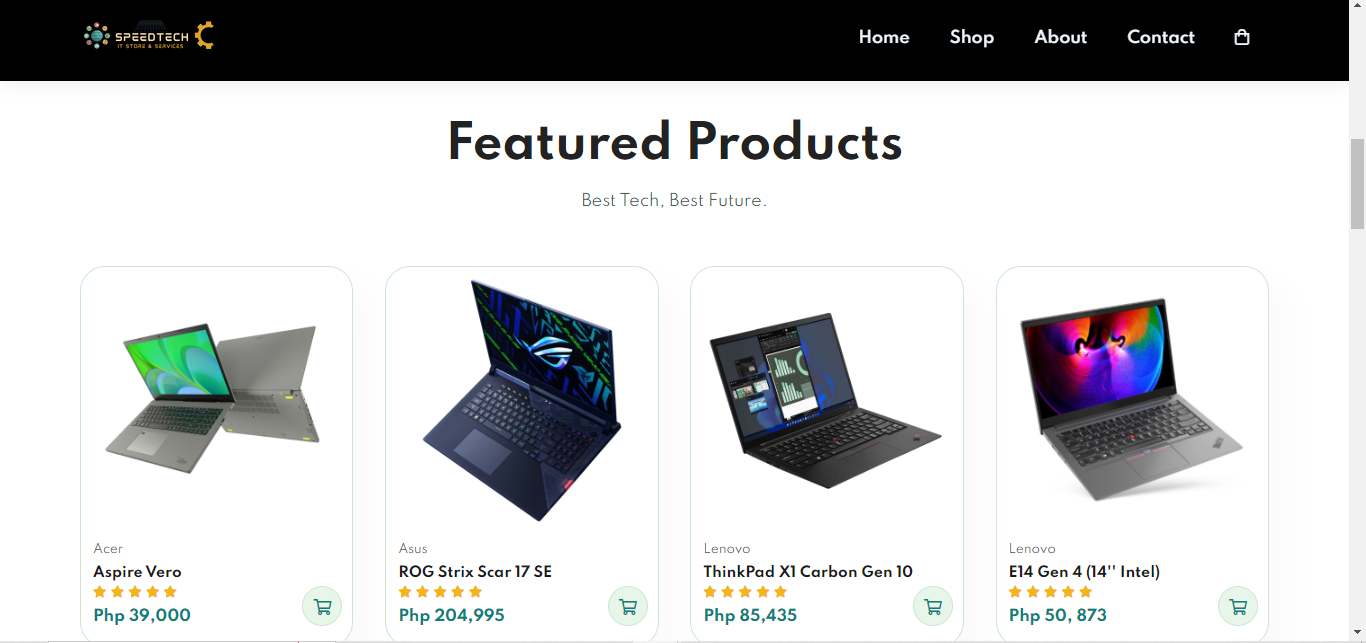 SPEEDTECH
IT STORE & SERVICES
Home Shop About Contact
Featured Products
Best Tech, Best Future.
Acer
Aspire Vero
Php 39,000
Asus
ROG Strix Scar 17 SE
Php 204,995
Lenovo
ThinkPad X1 Carbon Gen 10
Php 85,435
Lenovo
E14 Gen 4 (14'' Intel)
Php 50, 873